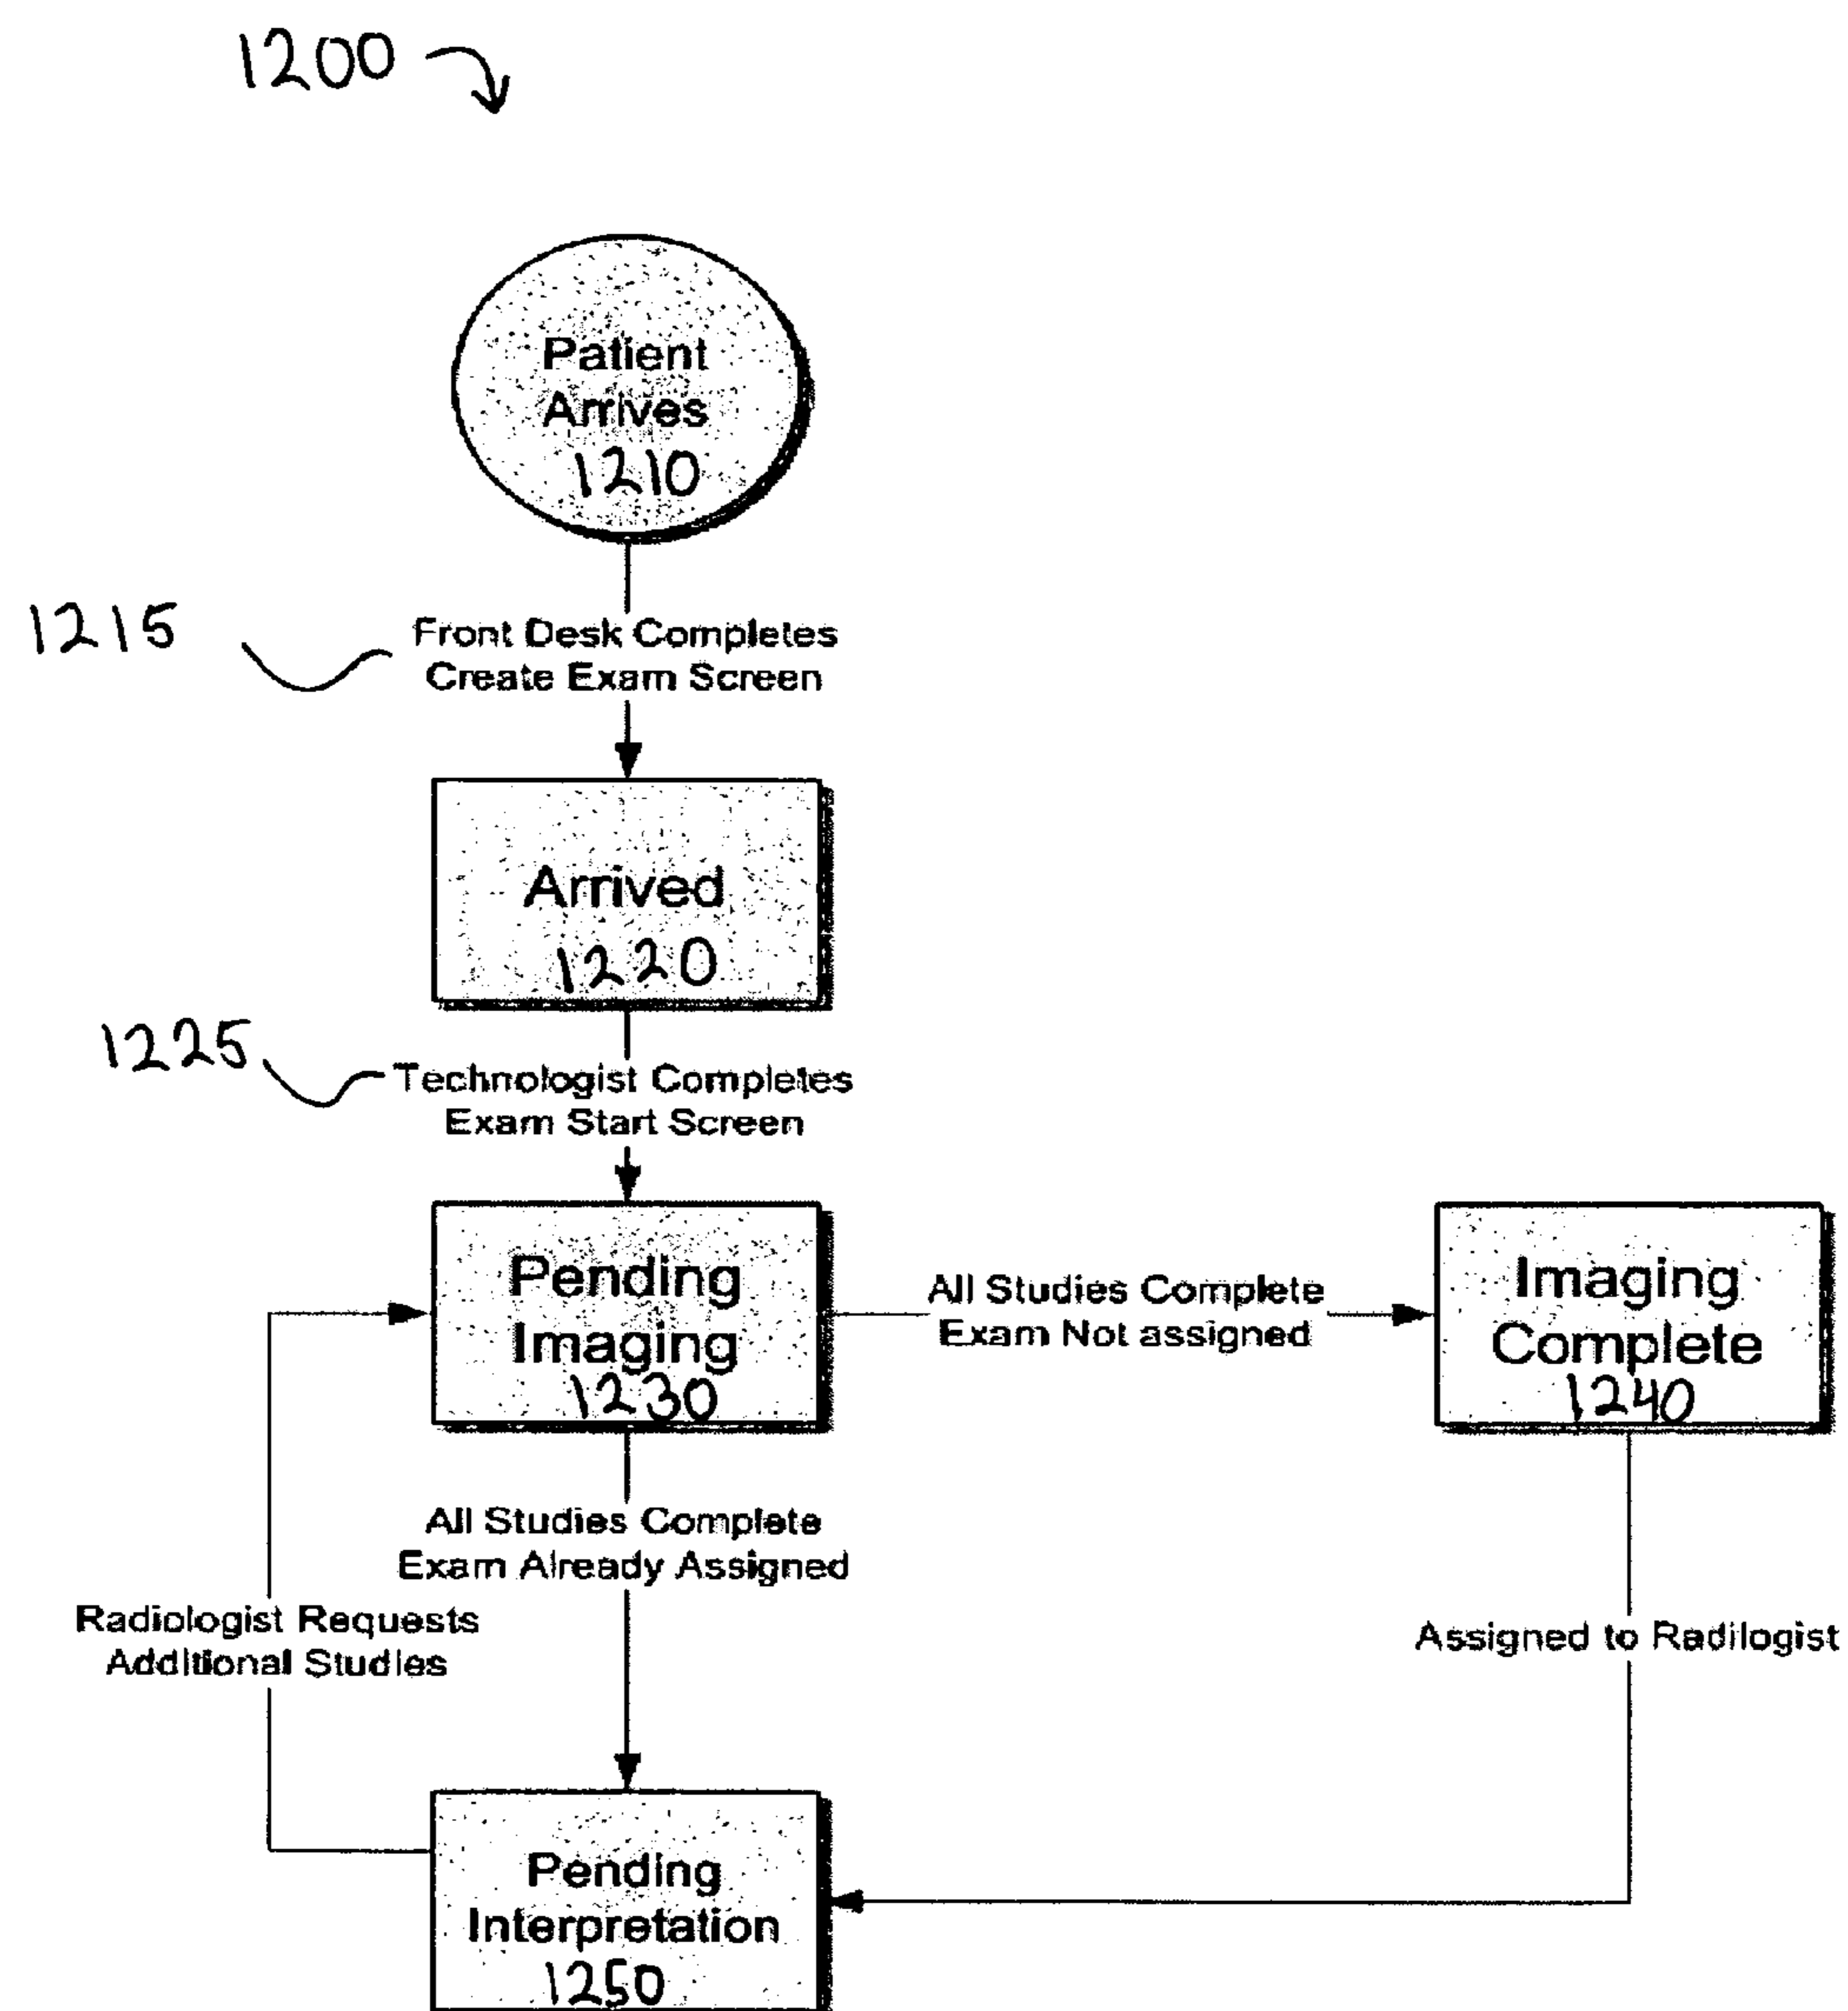 1200
Patient
Arrives
1210
1215
Front Desk Completes
Create Exam Screen
Arrived
1220
1225
Technologist Completes
Exam Start Screen
Pending
Imaging
1230
All Studies Complete
Exam Not assigned
Imaging
Complete
1240
All Studies Complete
Exam Already Assigned
Radiologist Requests
Additional Studies
Assigned to Radilogist
Pending
Interpretation
1250